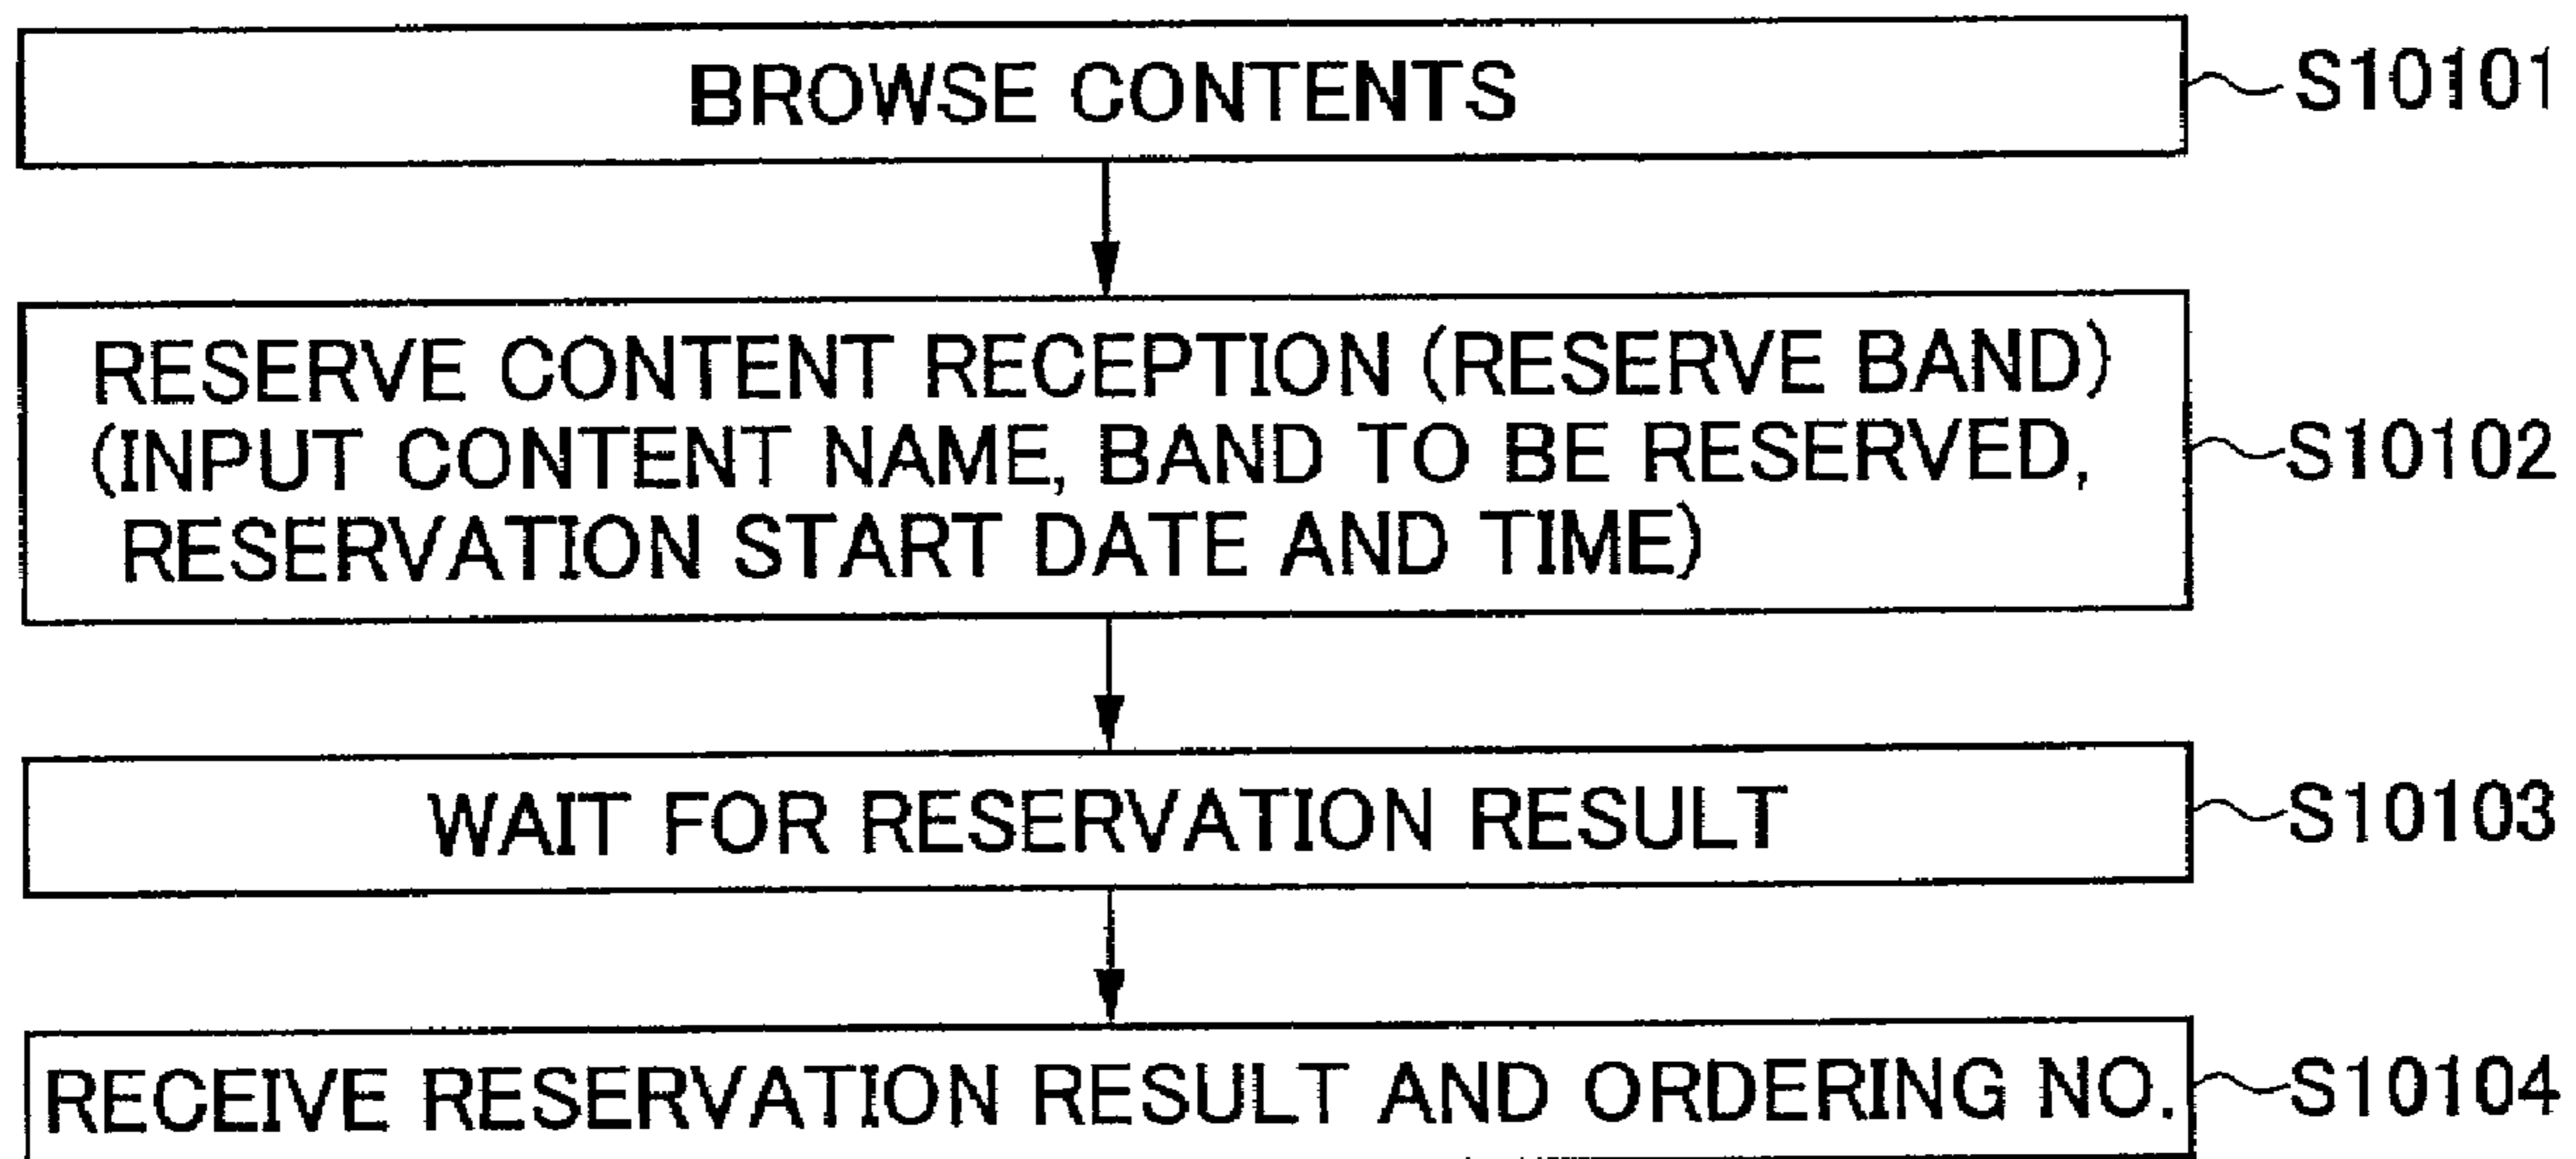 BROWSE CONTENTS
S10101
RESERVE CONTENT RECEPTION (RESERVE BAND)
(INPUT CONTENT NAME, BAND TO BE RESERVED,
RESERVATION START DATE AND TIME)
S10102
WAIT FOR RESERVATION RESULT
S10103
RECEIVE RESERVATION RESULT AND ORDERING NO.
S10104